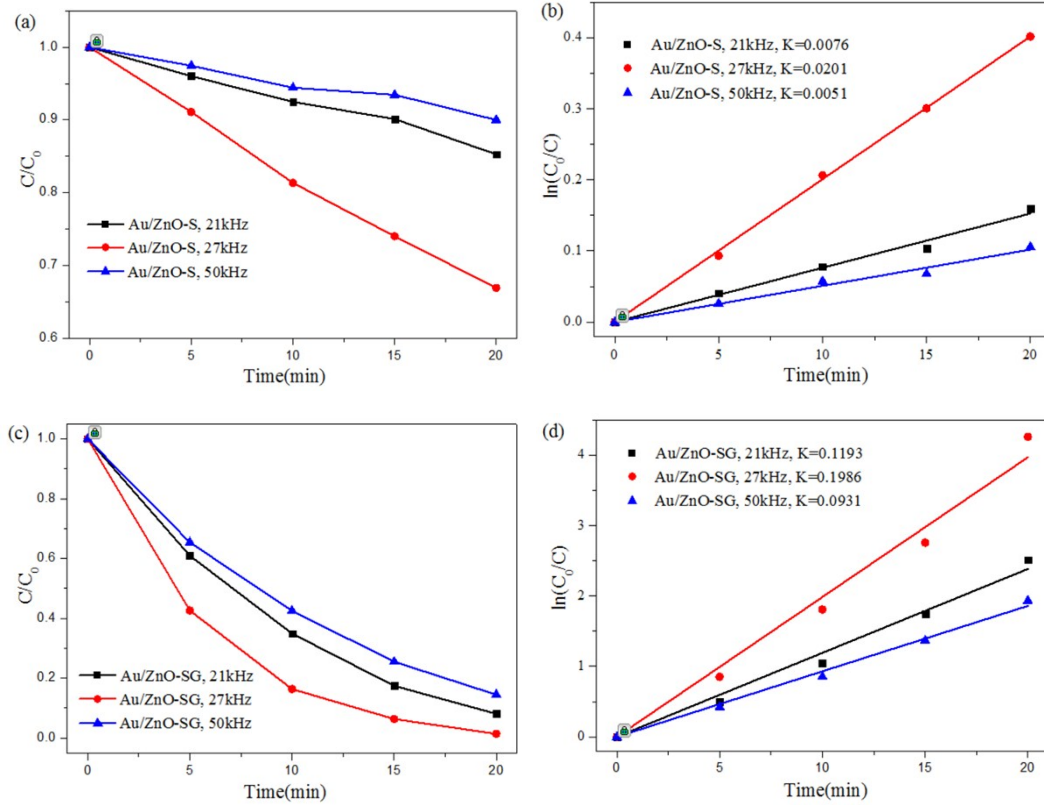 (a)
1.0
0.9
0.8
0.7
0.6
C/C₀
Au/ZnO-S, 21kHz
Au/ZnO-S, 27kHz
Au/ZnO-S, 50kHz
0
5
10
15
20
Time(min)
(b)
0.4
0.3
0.2
0.1
0.0
ln(C₀/C)
Au/ZnO-S, 21kHz, K=0.0076
Au/ZnO-S, 27kHz, K=0.0201
Au/ZnO-S, 50kHz, K=0.0051
0
5
10
15
20
Time(min)
(c)
1.0
0.8
0.6
0.4
0.2
0.0
C/C₀
Au/ZnO-SG, 21kHz
Au/ZnO-SG, 27kHz
Au/ZnO-SG, 50kHz
0
5
10
15
20
Time(min)
(d)
4
3
2
1
0
ln(C₀/C)
Au/ZnO-SG, 21kHz, K=0.1193
Au/ZnO-SG, 27kHz, K=0.1986
Au/ZnO-SG, 50kHz, K=0.0931
0
5
10
15
20
Time(min)